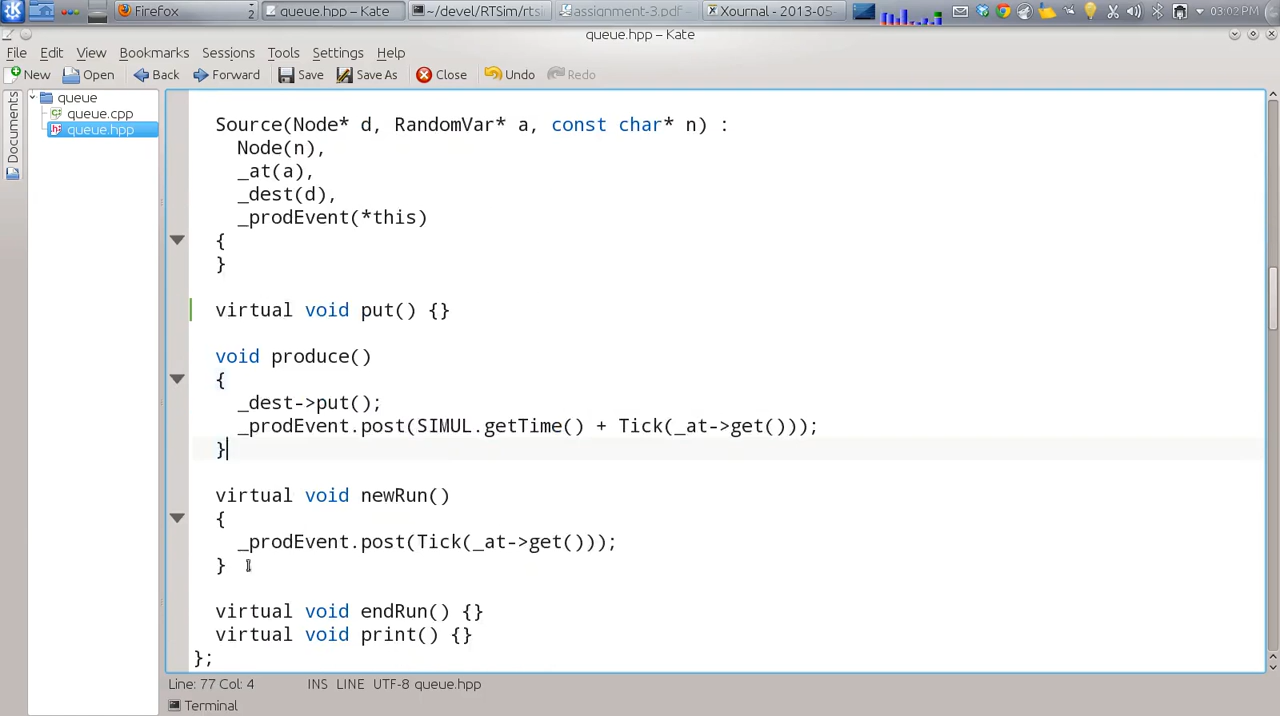 Firefox 2 queue.hpp – Kate ~/devel/RTSim/rtsi assignment-3.pdf – Xournal – 2013-05- 03:02 PM
queue.hpp – Kate
File Edit View Bookmarks Sessions Tools Settings Help
New Open Back Forward Save Save As Close Undo Redo
Documents
queue
queue.cpp
queue.hpp
Source(Node* d, RandomVar* a, const char* n) :
Node(n),
_at(a),
_dest(d),
_prodEvent(*this)
{
}
virtual void put() {}
void produce()
{
_dest->put();
_prodEvent.post(SIMUL.getTime() + Tick(_at->get()));
}
virtual void newRun()
{
_prodEvent.post(Tick(_at->get()));
}
virtual void endRun() {}
virtual void print() {}
};
Line: 77 Col: 4 INS LINE UTF-8 queue.hpp
Terminal